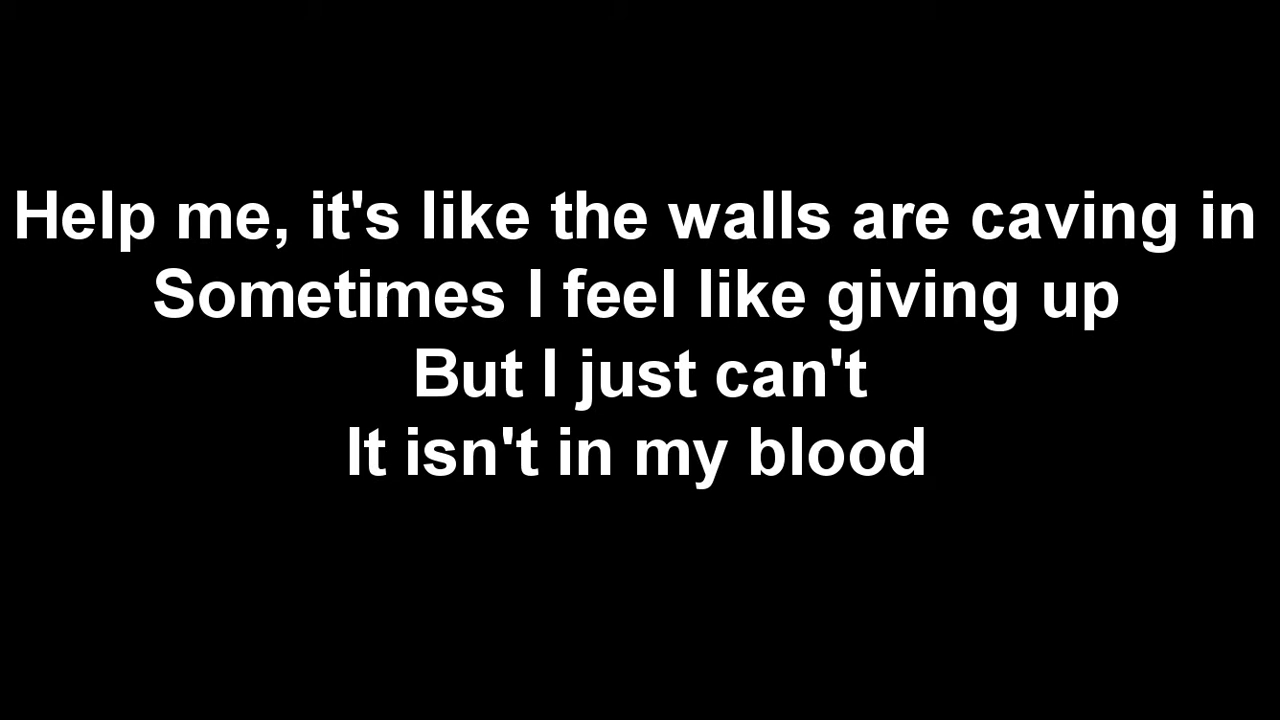 Help me, it's like the walls are caving in
Sometimes I feel like giving up
But I just can't
It isn't in my blood